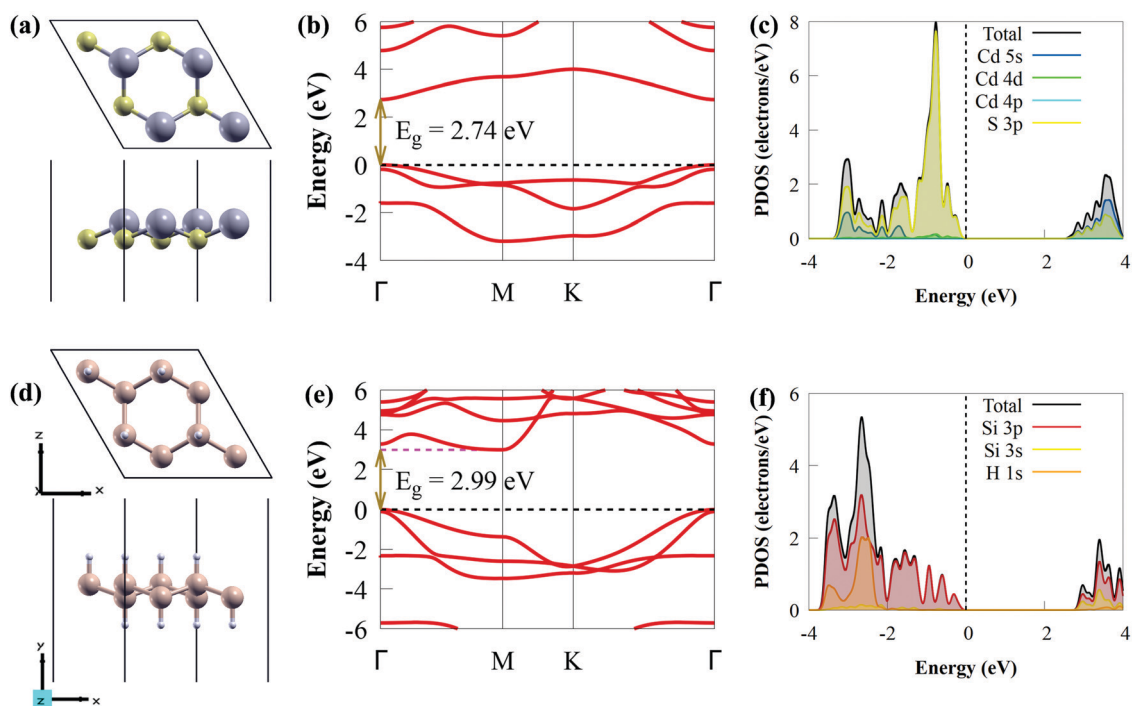 (a)
(b)
6
4
2
0
-2
-4
Energy (eV)
E_g = 2.74 eV
Γ
M
K
Γ
(c)
8
6
4
2
0
PDOS (electrons/eV)
Total
Cd 5s
Cd 4d
Cd 4p
S 3p
-4
-2
0
2
4
Energy (eV)
(d)
z
x
x
y
z
x
(e)
6
4
2
0
-2
-4
-6
Energy (eV)
E_g = 2.99 eV
Γ
M
K
Γ
(f)
6
4
2
0
PDOS (electrons/eV)
Total
Si 3p
Si 3s
H 1s
-4
-2
0
2
4
Energy (eV)